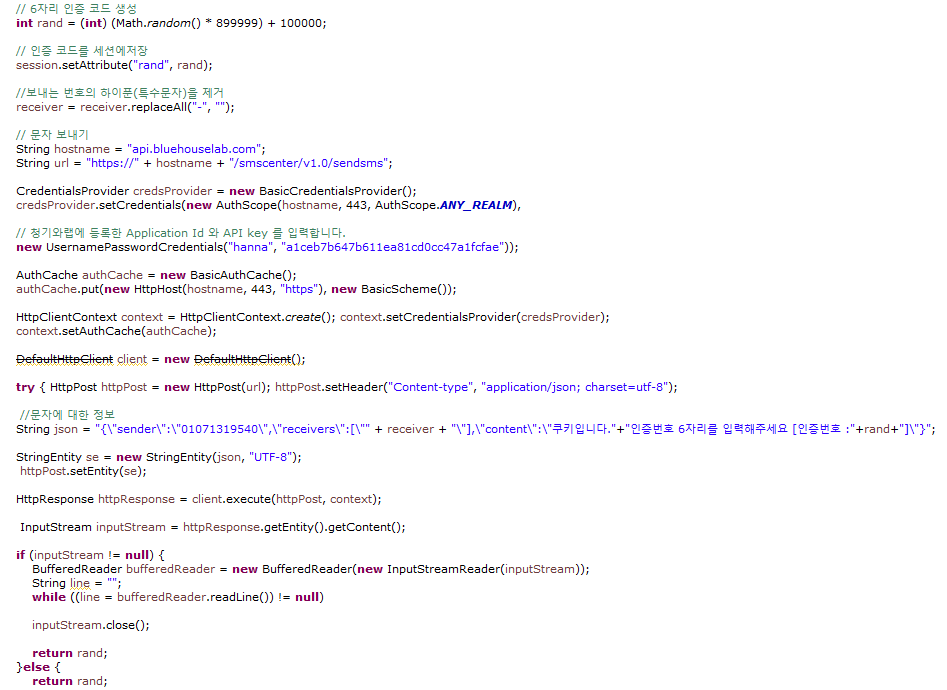 // 6자리 인증 코드 생성
int rand = (int) (Math.random() * 899999) + 100000;
// 인증 코드를 세션에저장
session.setAttribute("rand", rand);
//보내는 번호의 하이푼(특수문자)을 제거
receiver = receiver.replaceAll("-", "");
// 문자 보내기
String hostname = "api.bluehouselab.com";
String url = "https://" + hostname + "/smscenter/v1.0/sendsms";
CredentialsProvider credsProvider = new BasicCredentialsProvider();
credsProvider.setCredentials(new AuthScope(hostname, 443, AuthScope.ANY_REALM),
// 청기와랩에 등록한 Application Id 와 API key 를 입력합니다.
new UsernamePasswordCredentials("hanna", "a1ceb7b647b611ea81cd0cc47a1fcfae"));
AuthCache authCache = new BasicAuthCache();
authCache.put(new HttpHost(hostname, 443, "https"), new BasicScheme());
HttpClientContext context = HttpClientContext.create(); context.setCredentialsProvider(credsProvider);
context.setAuthCache(authCache);
DefaultHttpClient client = new DefaultHttpClient();
try { HttpPost httpPost = new HttpPost(url); httpPost.setHeader("Content-type", "application/json; charset=utf-8");
//문자에 대한 정보
String json = "{\"sender\":\"01071319540\",\"receivers\":[\"" + receiver + "\"],\"content\":\"쿠키입니다."+"인증번호 6자리를 입력해주세요 [인증번호 :"+rand+"]\"}";
StringEntity se = new StringEntity(json, "UTF-8");
httpPost.setEntity(se);
HttpResponse httpResponse = client.execute(httpPost, context);
InputStream inputStream = httpResponse.getEntity().getContent();
if (inputStream != null) {
BufferedReader bufferedReader = new BufferedReader(new InputStreamReader(inputStream));
String line = "";
while ((line = bufferedReader.readLine()) != null)
inputStream.close();
return rand;
}else {
return rand;